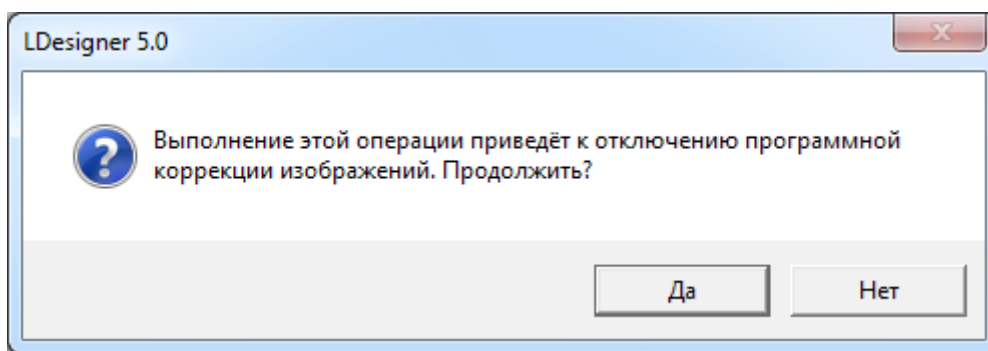 LDesigner 5.0
Выполнение этой операции приведёт к отключению программной
коррекции изображений. Продолжить?
Да
Нет